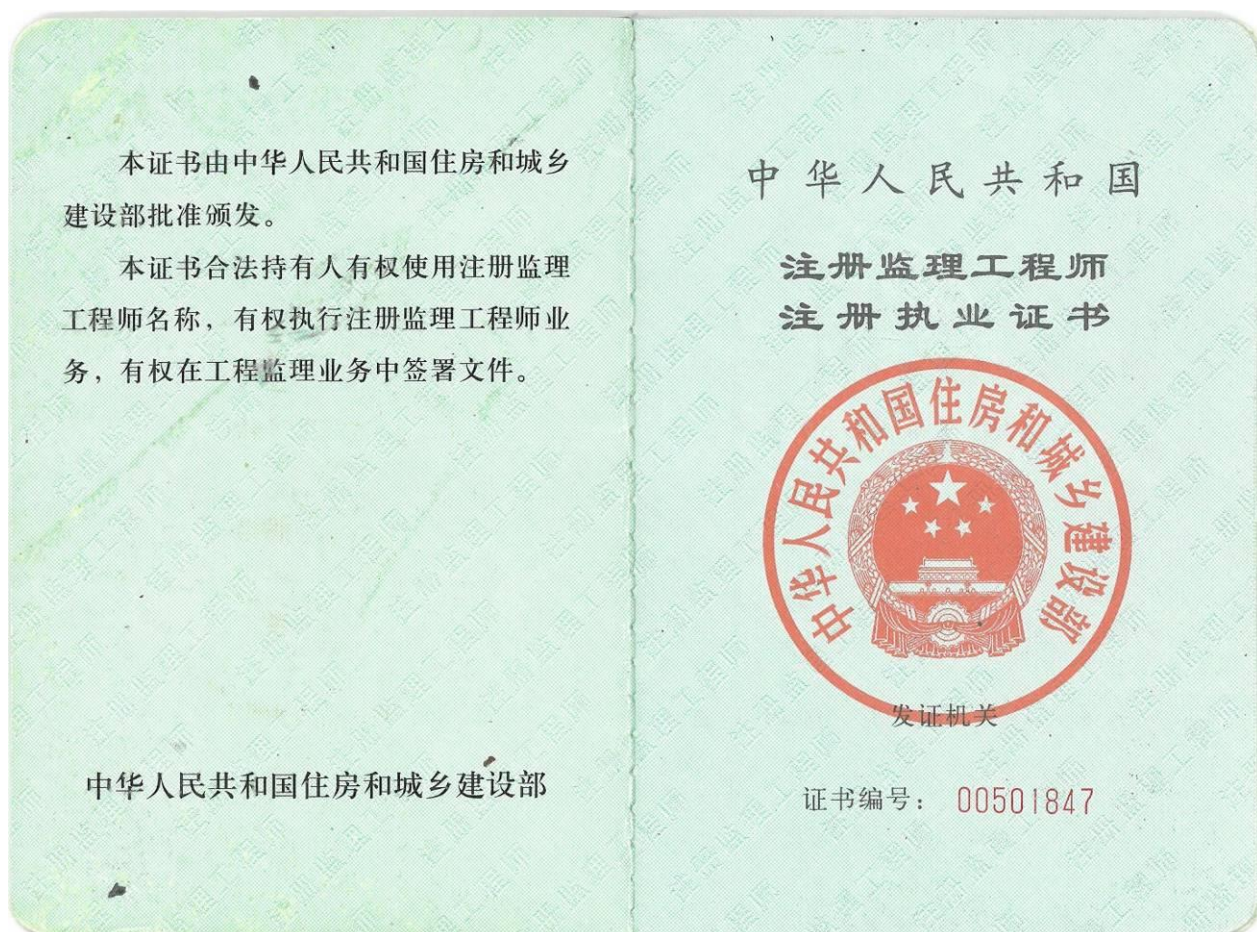 本证书由中华人民共和国住房和城乡
建设部批准颁发。
本证书合法持有人有权使用注册监理
工程师名称，有权执行注册监理工程师业
务，有权在工程监理业务中签署文件。
中华人民共和国住房和城乡建设部
中华人民共和国
注册监理工程师
注册执业证书
中华人民共和国住房和城乡建设部
发证机关
证书编号：00501847